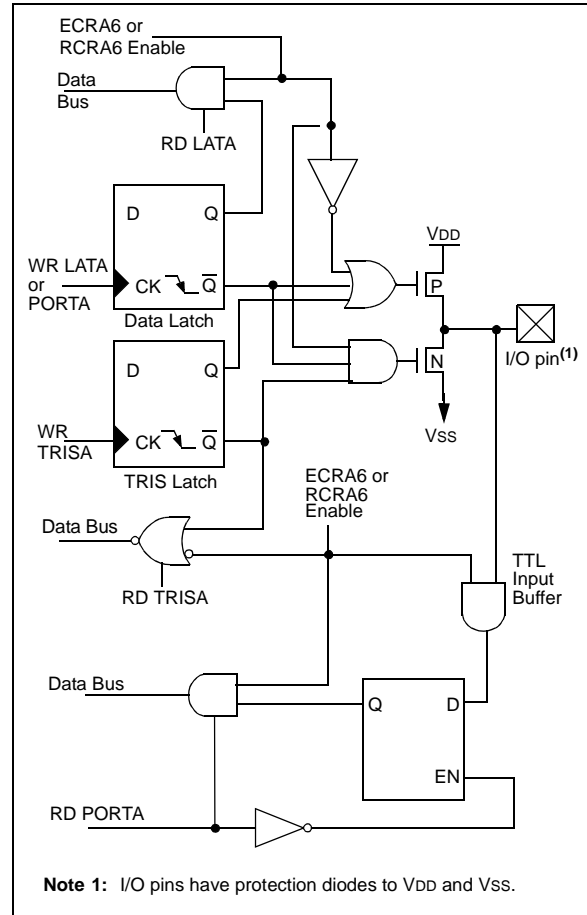 ECRA6 or
RCRA6 Enable
Data
Bus
RD LATA
D
Q
WR LATA
or
PORTA
CK
Q
Data Latch
VDD
P
I/O pin(1)
N
VSS
D
Q
WR
TRISA
CK
Q
TRIS Latch
ECRA6 or
RCRA6
Enable
Data Bus
RD TRISA
TTL
Input
Buffer
Data Bus
Q
D
EN
RD PORTA
Note 1: I/O pins have protection diodes to VDD and VSS.